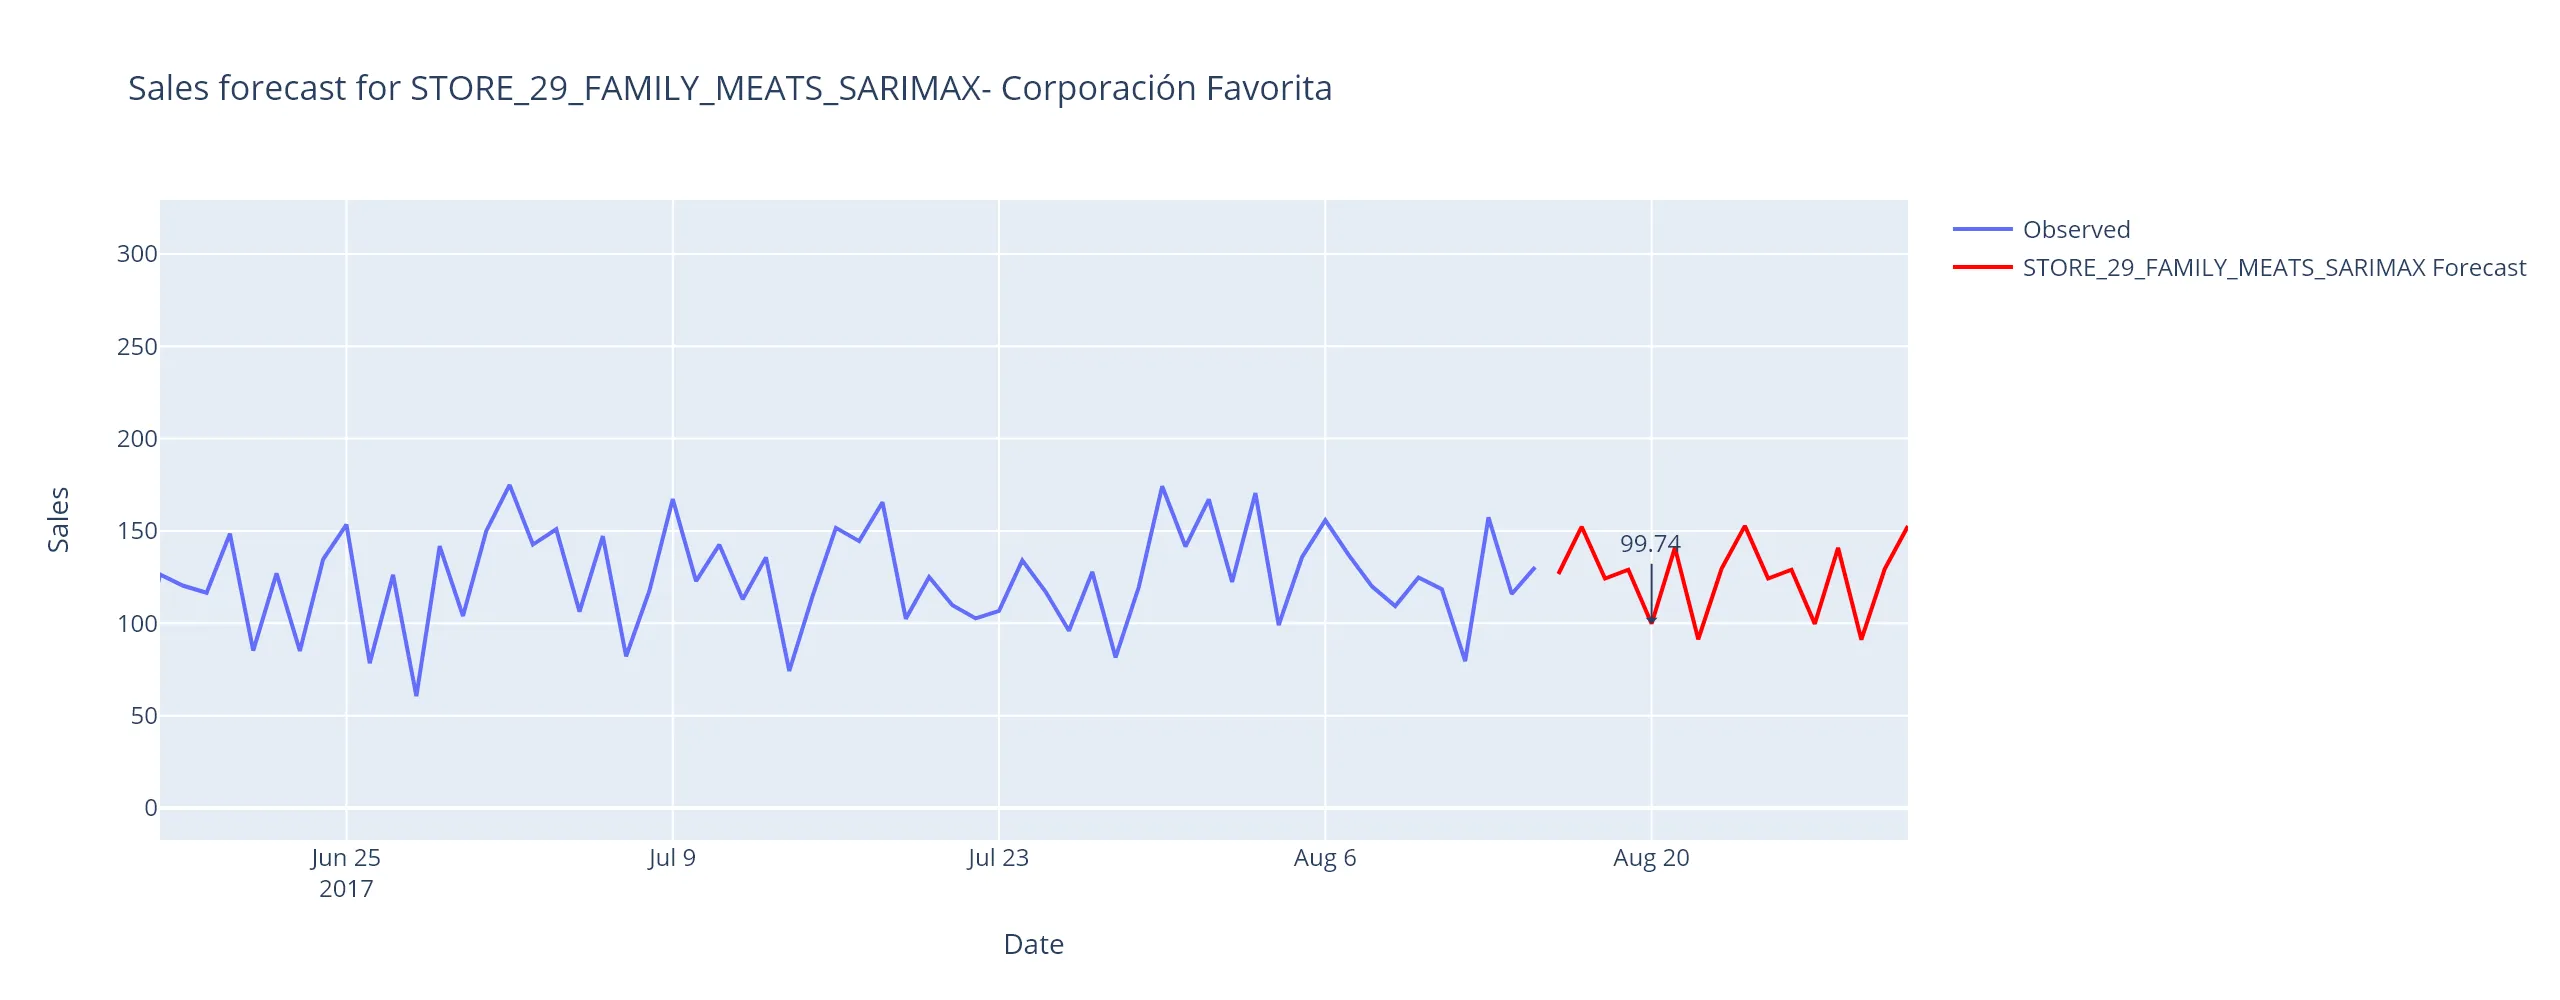 Sales forecast for STORE_29_FAMILY_MEATS_SARIMAX- Corporación Favorita
Observed
STORE_29_FAMILY_MEATS_SARIMAX Forecast
300
250
200
150
100
50
0
Sales
99.74
Jun 25
2017
Jul 9
Jul 23
Aug 6
Aug 20
Date